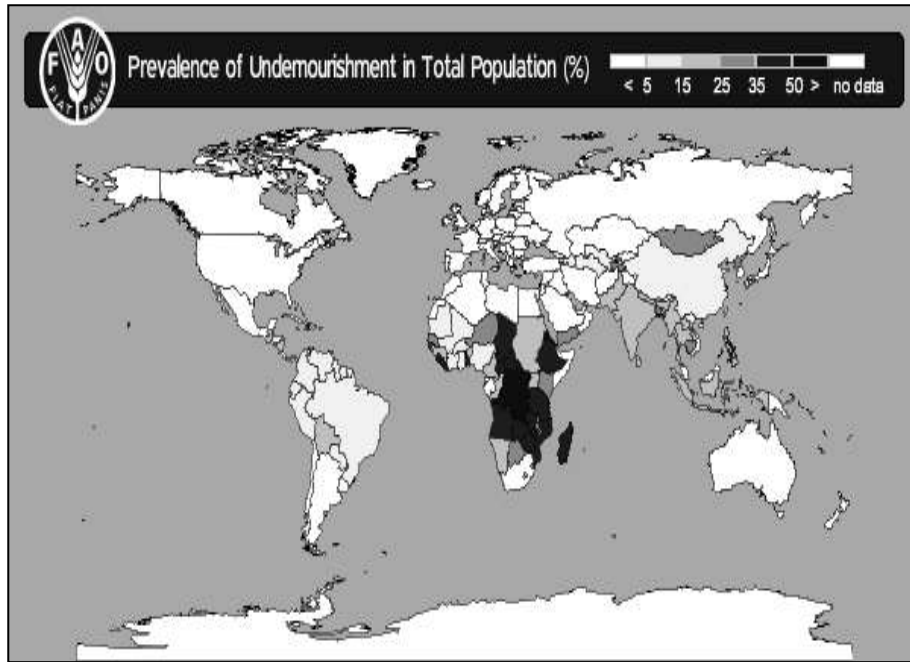 F A O
FIAT PANIS
Prevalence of Undernourishment in Total Population (%)
< 5 15 25 35 50 > no data